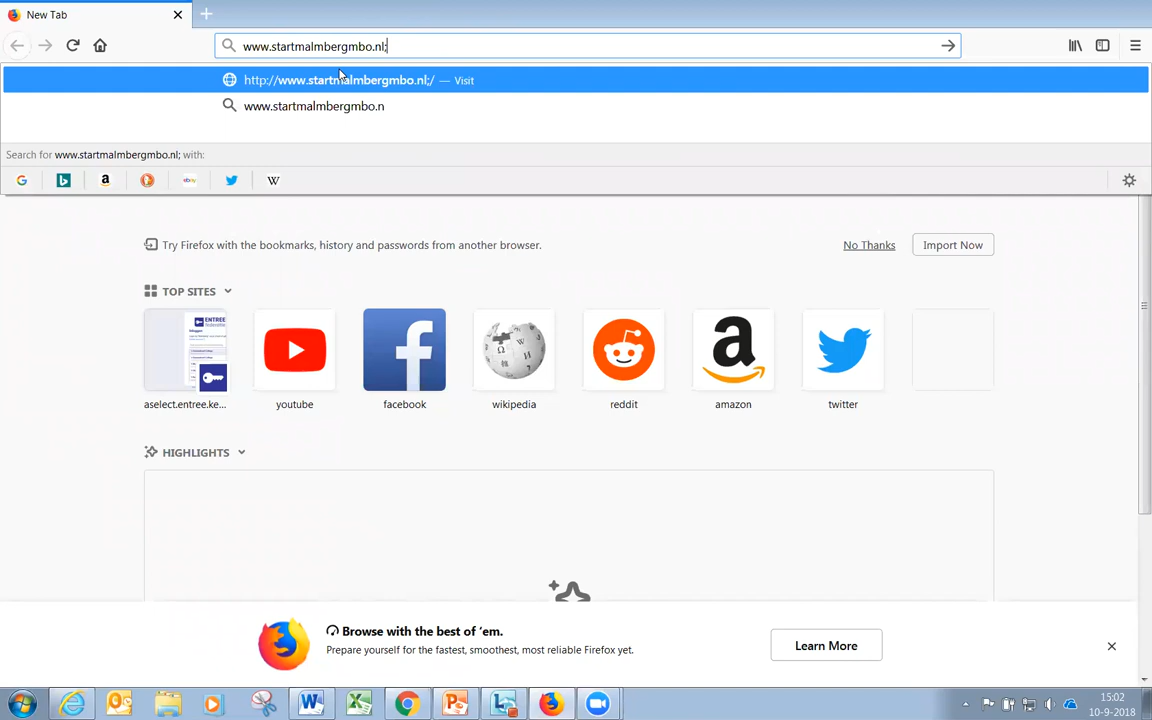 New Tab
www.startmalmbergmbo.nl;
http://www.startmalmbergmbo.nl;/ — Visit
www.startmalmbergmbo.n
Search for www.startmalmbergmbo.nl; with:
Try Firefox with the bookmarks, history and passwords from another browser.
No Thanks
Import Now
TOP SITES
aselect.entree.ke...
youtube
facebook
wikipedia
reddit
amazon
twitter
HIGHLIGHTS
Browse with the best of ‘em.
Prepare yourself for the fastest, smoothest, most reliable Firefox yet.
Learn More
15:02
10-9-2018